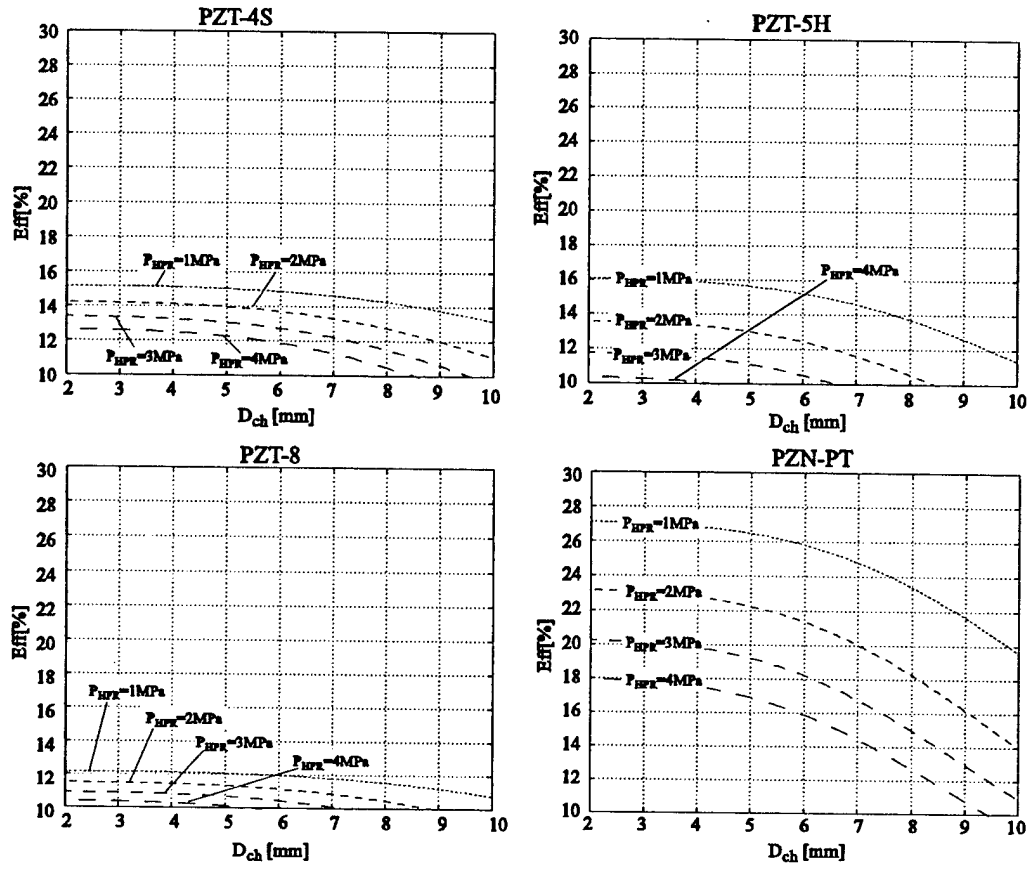 PZT-4S
30
28
26
24
22
20
18
16
14
12
10
Eff[%]
P_HPR=1MPa P_HPR=2MPa
P_HPR=3MPa P_HPR=4MPa
2 3 4 5 6 7 8 9 10
D_ch [mm]
PZT-5H
30
28
26
24
22
20
18
16
14
12
10
Eff[%]
P_HPR=4MPa
P_HPR=1MPa
P_HPR=2MPa
P_HPR=3MPa
2 3 4 5 6 7 8 9 10
D_ch [mm]
PZT-8
30
28
26
24
22
20
18
16
14
12
10
Eff[%]
P_HPR=1MPa
P_HPR=2MPa
P_HPR=3MPa
P_HPR=4MPa
2 3 4 5 6 7 8 9 10
D_ch [mm]
PZN-PT
30
28
26
24
22
20
18
16
14
12
10
Eff[%]
P_HPR=1MPa
P_HPR=2MPa
P_HPR=3MPa
P_HPR=4MPa
2 3 4 5 6 7 8 9 10
D_ch [mm]